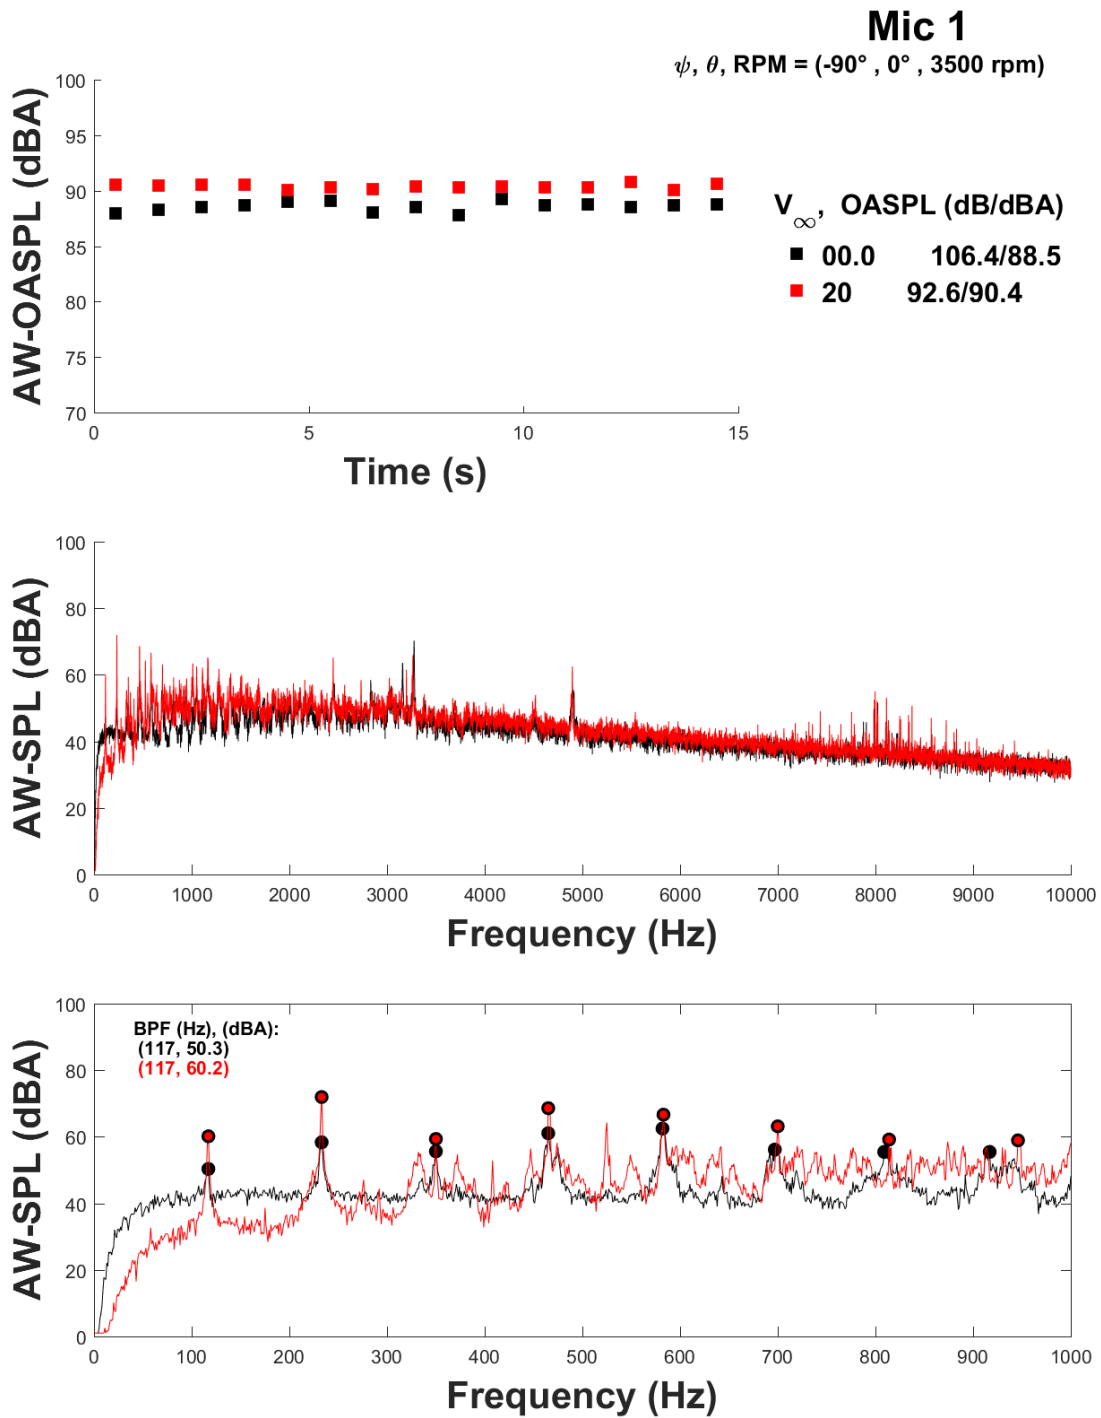 Mic 1
ψ, θ, RPM = (-90° , 0° , 3500 rpm)
AW-OASPL (dBA)
100
95
90
85
80
75
70
0 5 10 15
Time (s)
V∞, OASPL (dB/dBA)
00.0 106.4/88.5
20 92.6/90.4
AW-SPL (dBA)
100
80
60
40
20
0
0 1000 2000 3000 4000 5000 6000 7000 8000 9000 10000
Frequency (Hz)
AW-SPL (dBA)
100
80
60
40
20
0
BPF (Hz), (dBA):
(117, 50.3)
(117, 60.2)
0 100 200 300 400 500 600 700 800 900 1000
Frequency (Hz)